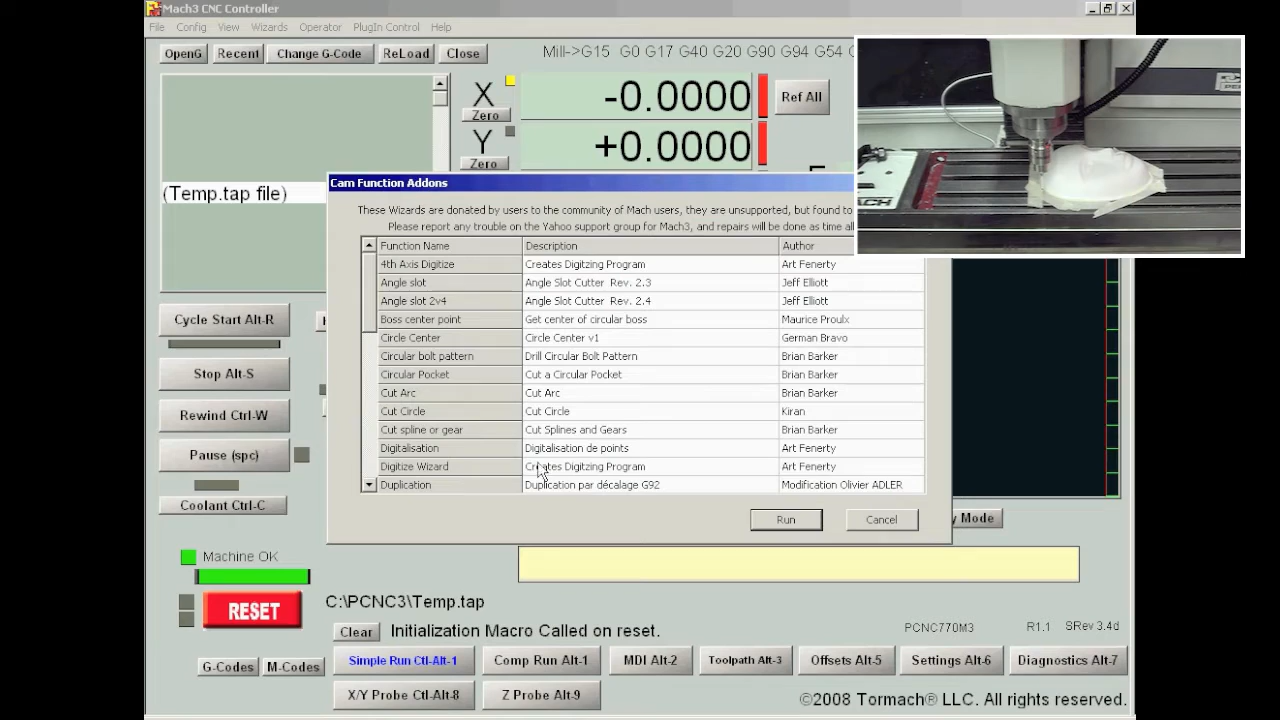 Mach3 CNC Controller
File Config View Wizards Operator PlugIn Control Help
OpenG Recent Change G-Code ReLoad Close
Mill->G15 G0 G17 G40 G20 G90 G94 G54
X -0.0000 Ref All
Zero
Y +0.0000
Zero
(Temp.tap file)
Cam Function Addons
These Wizards are donated by users to the community of Mach users, they are unsupported, but found to
Please report any trouble on the Yahoo support group for Mach3, and repairs will be done as time all
Function Name Description Author
4th Axis Digitize Creates Digitzing Program Art Fenerty
Angle slot Angle Slot Cutter Rev. 2.3 Jeff Elliott
Angle slot 2v4 Angle Slot Cutter Rev. 2.4 Jeff Elliott
Boss center point Get center of circular boss Maurice Proulx
Circle Center Circle Center v1 German Bravo
Circular bolt pattern Drill Circular Bolt Pattern Brian Barker
Circular Pocket Cut a Circular Pocket Brian Barker
Cut Arc Cut Arc Brian Barker
Cut Circle Cut Circle Kiran
Cut spline or gear Cut Splines and Gears Brian Barker
Digitalisation Digitalisation de points Art Fenerty
Digitize Wizard Creates Digitzing Program Art Fenerty
Duplication Duplication par décalage G92 Modification Olivier ADLER
Run Cancel
Cycle Start Alt-R
Stop Alt-S
Rewind Ctrl-W
Pause (spc)
Coolant Ctrl-C
y Mode
Machine OK
RESET
C:\PCNC3\Temp.tap
Clear Initialization Macro Called on reset.
PCNC770M3 R1.1 SRev 3.4d
G-Codes M-Codes
Simple Run Ctl-Alt-1 Comp Run Alt-1 MDI Alt-2 Toolpath Alt-3 Offsets Alt-5 Settings Alt-6 Diagnostics Alt-7
X/Y Probe Ctl-Alt-8 Z Probe Alt-9
©2008 Tormach® LLC. All rights reserved.